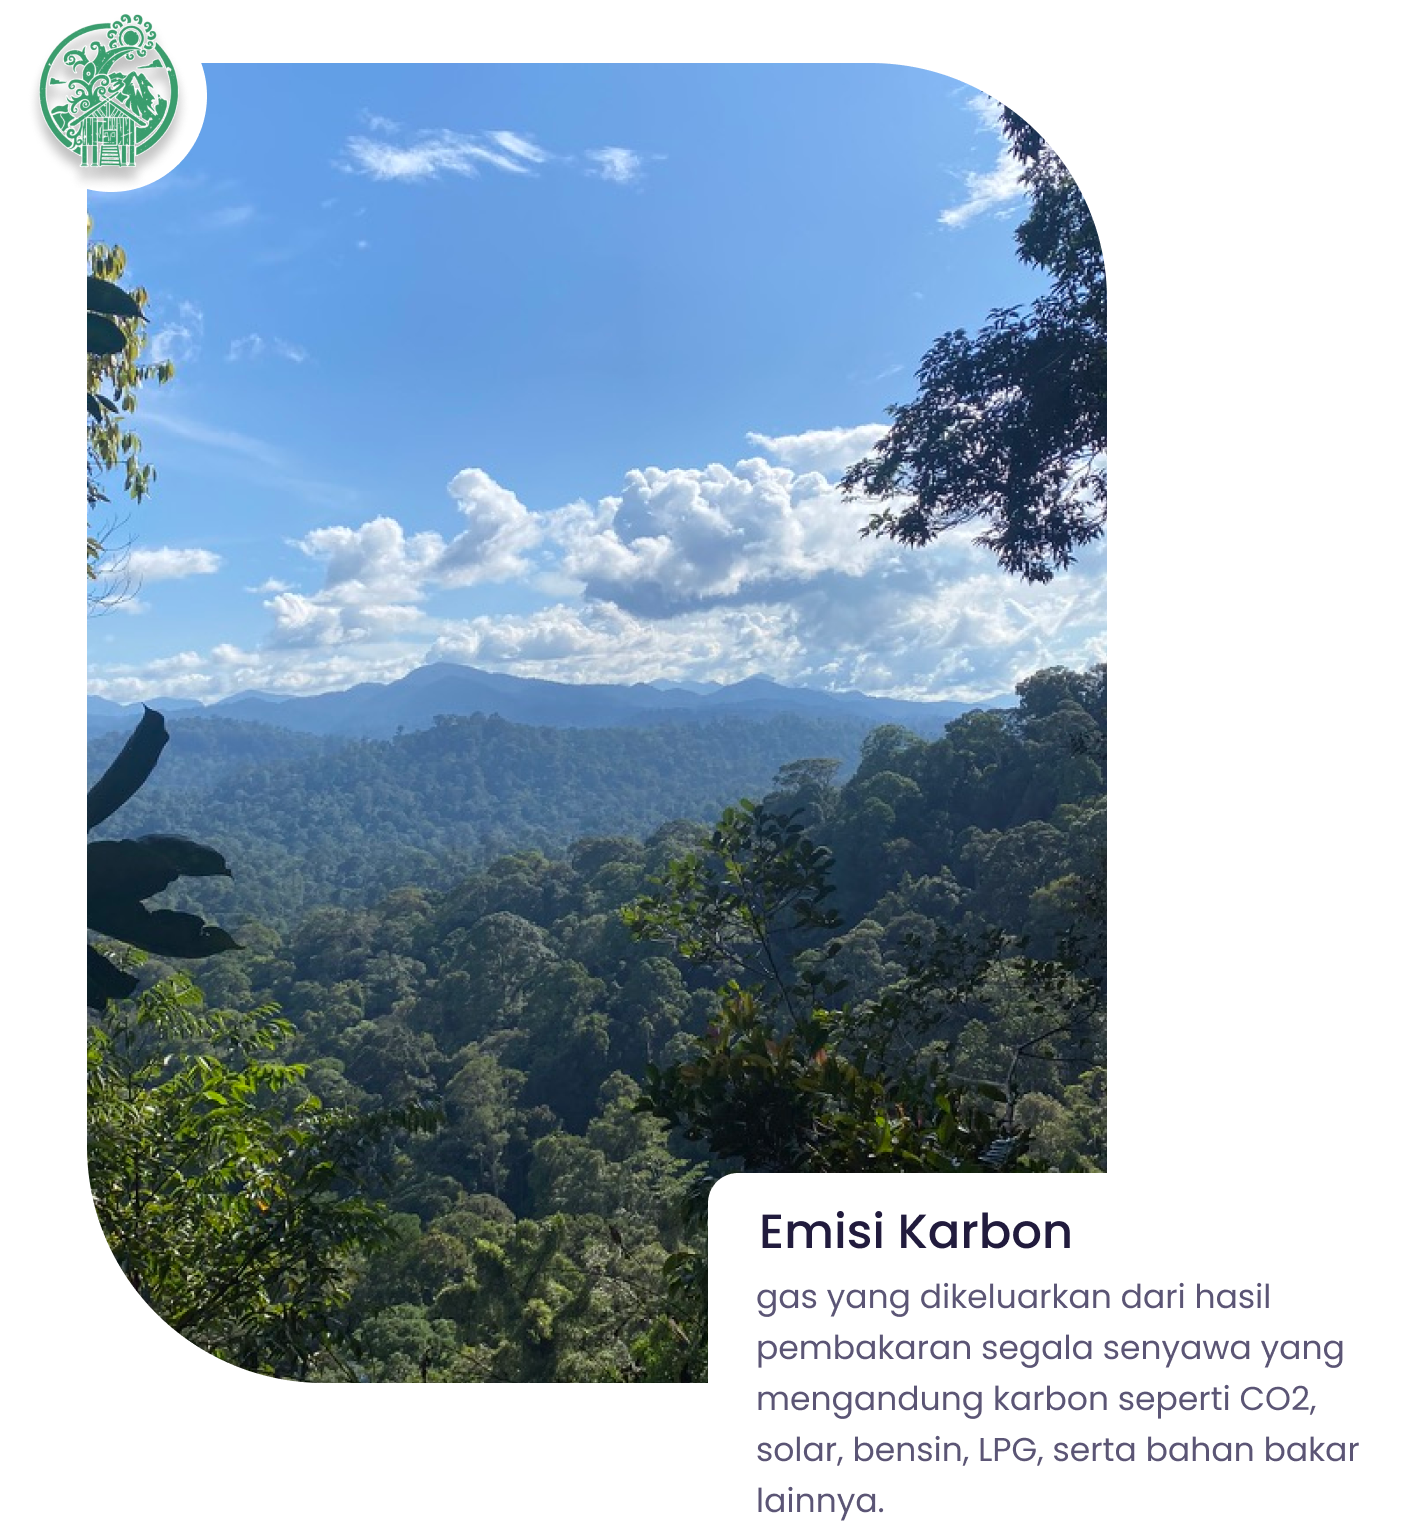 Emisi Karbon
gas yang dikeluarkan dari hasil
pembakaran segala senyawa yang
mengandung karbon seperti CO2,
solar, bensin, LPG, serta bahan bakar
lainnya.